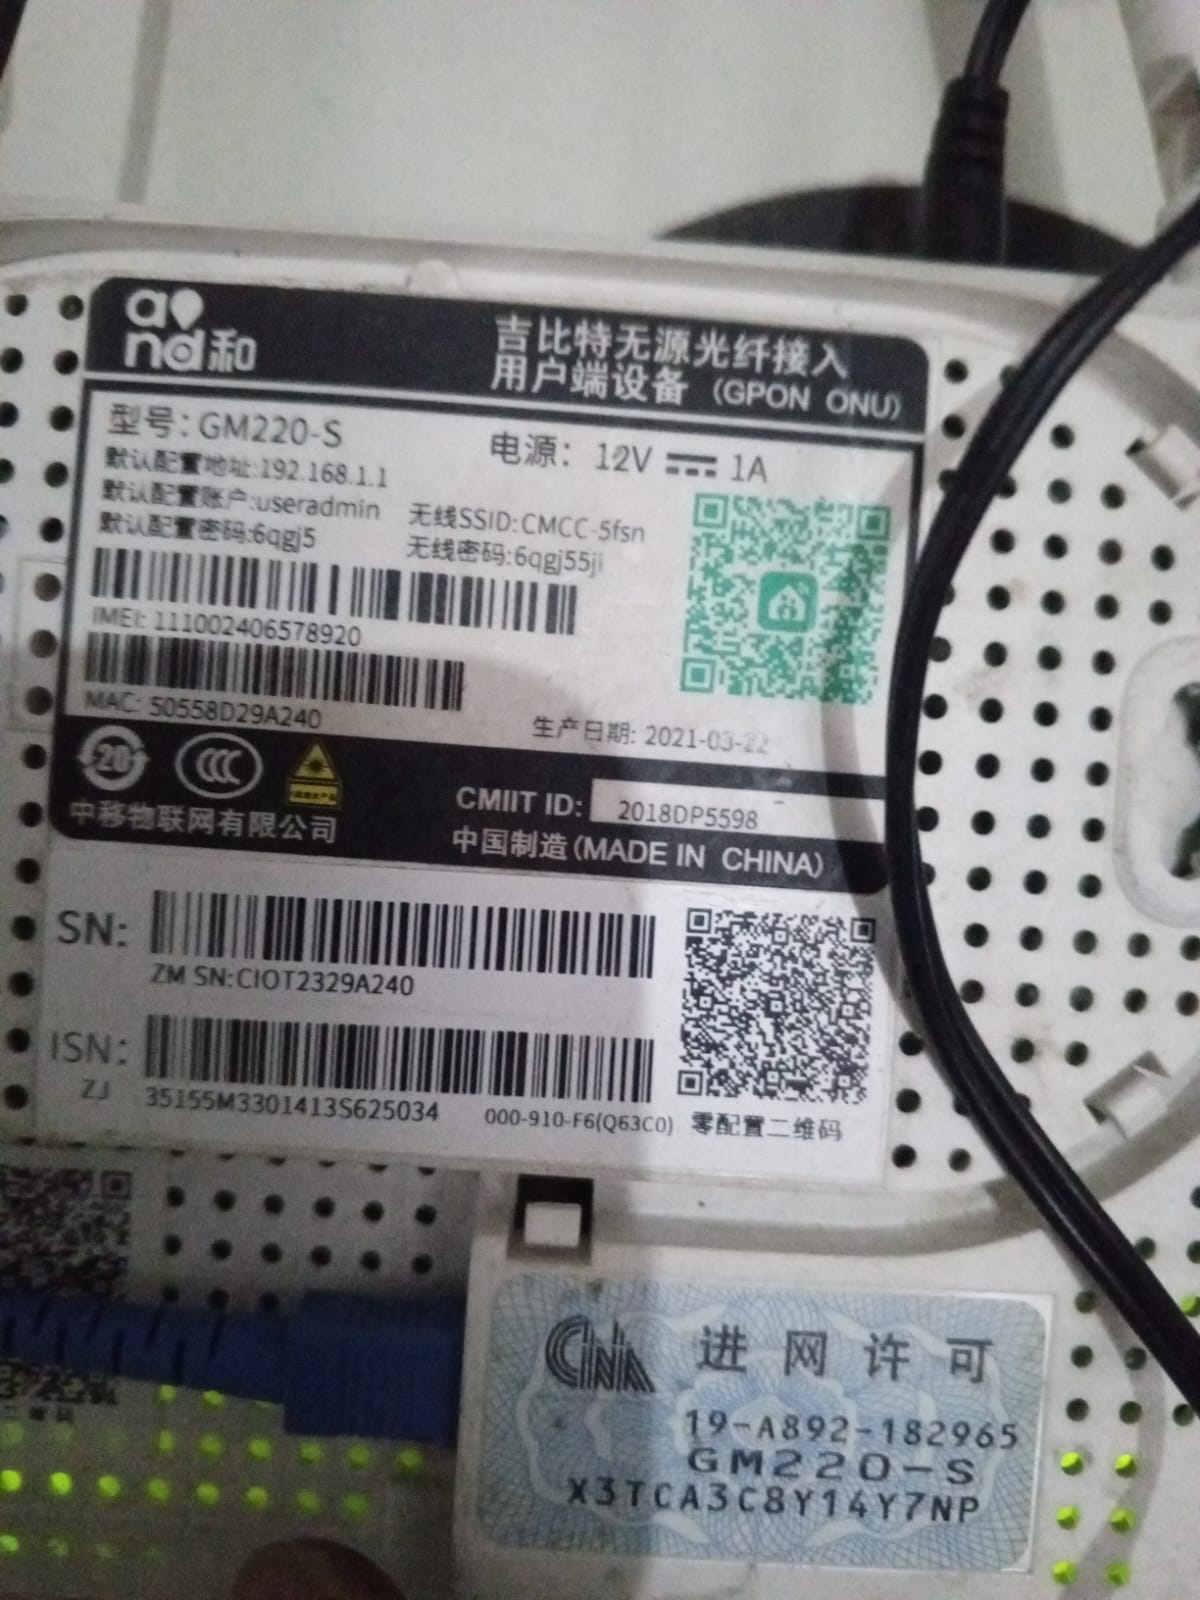 and和
吉比特无源光纤接入
用户端设备 (GPON ONU)
型号: GM220-S
电源: 12V 1A
默认配置地址:192.168.1.1
默认配置账户:useradmin
无线SSID:CMCC-5fsn
默认配置密码:6qgj5
无线密码:6qgj55ji
IMEI: 111002406578920
MAC: 50558D29A240
生产日期: 2021-03-22
20
CCC
中移物联网有限公司
CMIIT ID: 2018DP5598
中国制造(MADE IN CHINA)
SN:
ZM SN:CIOT2329A240
ISN:
ZJ
35155M3301413S625034
000-910-F6(Q63C0)
零配置二维码
CNA 进网许可
19-A892-182965
GM220-S
X3TCA3C8Y14Y7NP
二维码